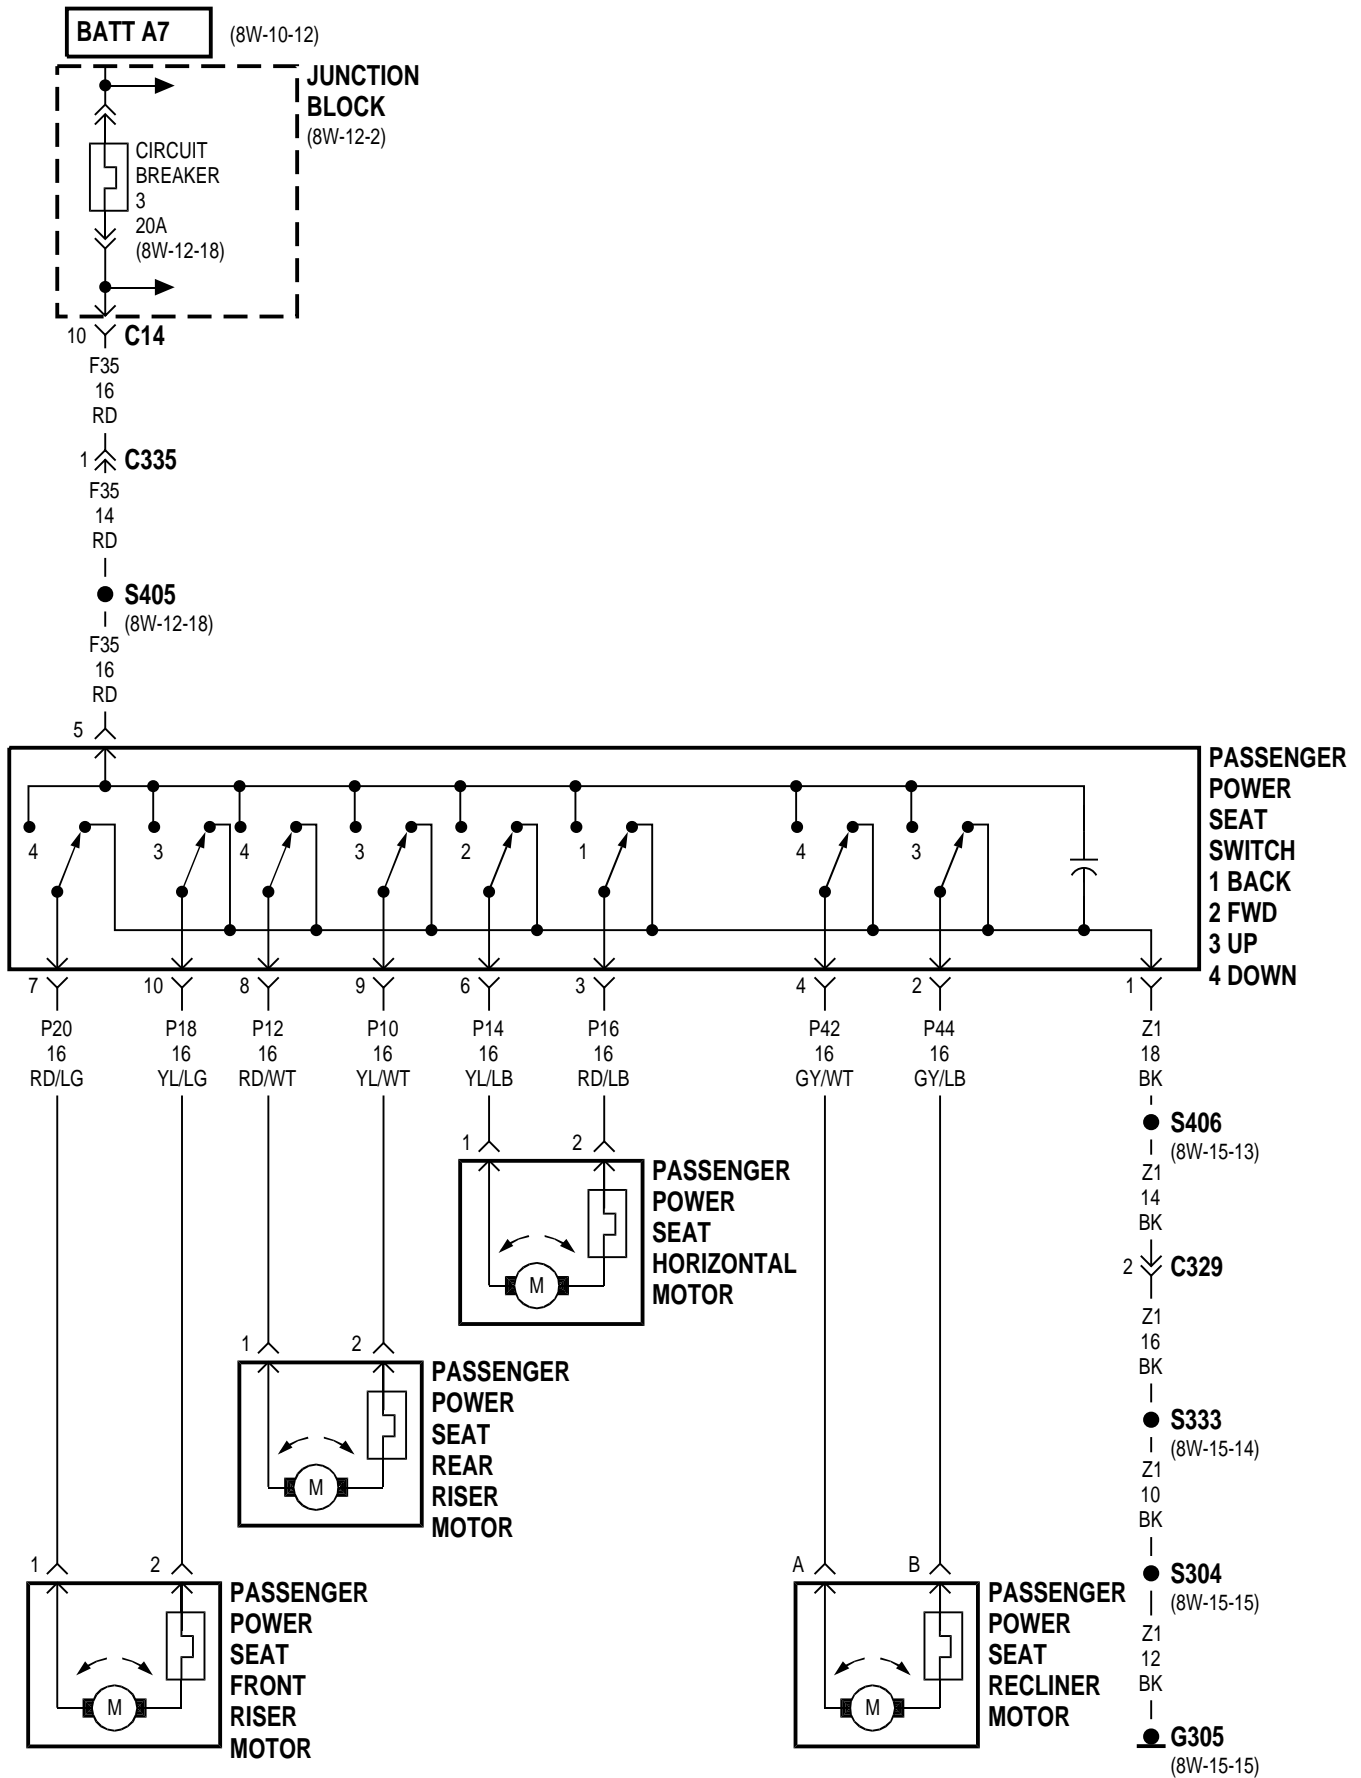 BATT A7
(8W-10-12)
JUNCTION
BLOCK
(8W-12-2)
CIRCUIT
BREAKER
3
20A
(8W-12-18)
10
C14
F35
16
RD
1
C335
F35
14
RD
S405
(8W-12-18)
F35
16
RD
5
PASSENGER
POWER
SEAT
SWITCH
1 BACK
2 FWD
3 UP
4 DOWN
4 3 4 3 2 1 4 3
7 10 8 9 6 3 4 2 1
P20 P18 P12 P10 P14 P16 P42 P44 Z1
16 16 16 16 16 16 16 16 18
RD/LG YL/LG RD/WT YL/WT YL/LB RD/LB GY/WT GY/LB BK
S406
(8W-15-13)
Z1
14
BK
2
C329
Z1
16
BK
S333
(8W-15-14)
Z1
10
BK
S304
(8W-15-15)
Z1
12
BK
G305
(8W-15-15)
1 2
PASSENGER
POWER
SEAT
HORIZONTAL
MOTOR
M
1 2
PASSENGER
POWER
SEAT
REAR
RISER
MOTOR
M
1 2
PASSENGER
POWER
SEAT
FRONT
RISER
MOTOR
M
A B
PASSENGER
POWER
SEAT
RECLINER
MOTOR
M